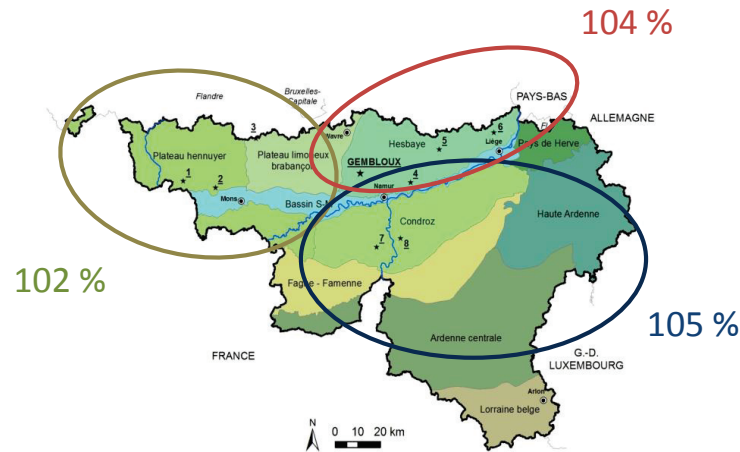 104 %
PAYS-BAS
ALLEMAGNE
Flandre
Bruxelles-
Capitale
3
Wavre
Hesbaye
5
6
Liège
Pays de Herve
Plateau hennuyer
Plateau limoneux
brabançon
GEMBLOUX
1
2
4
Namur
Mons
Bassin S-M
Condroz
Haute Ardenne
7
8
102 %
Fagne - Famenne
105 %
Ardenne centrale
FRANCE
G.-D.
LUXEMBOURG
Arlon
Lorraine belge
N
0 10 20 km